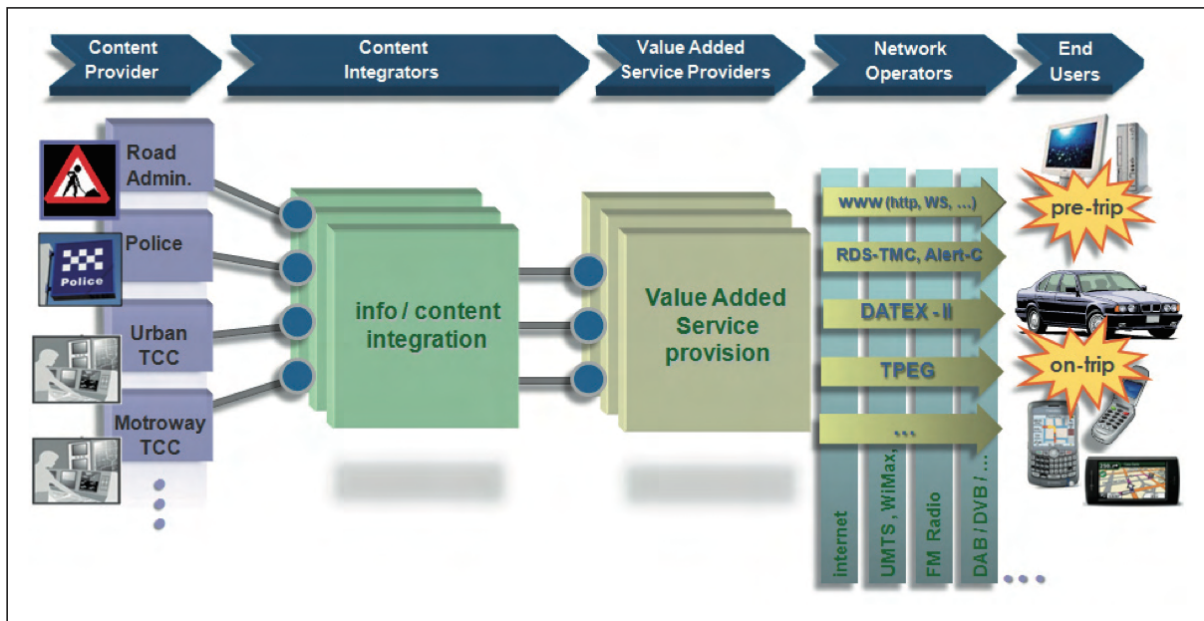 Content
Provider
Content
Integrators
Value Added
Service Providers
Network
Operators
End
Users
Road
Admin.
Police
Police
Urban
TCC
Motroway
TCC
info / content
integration
Value Added
Service
provision
www (http, WS, ...)
RDS-TMC, Alert-C
DATEX - II
TPEG
...
internet
UMTS , WiMax,
FM Radio
DAB / DVB / ...
pre-trip
on-trip